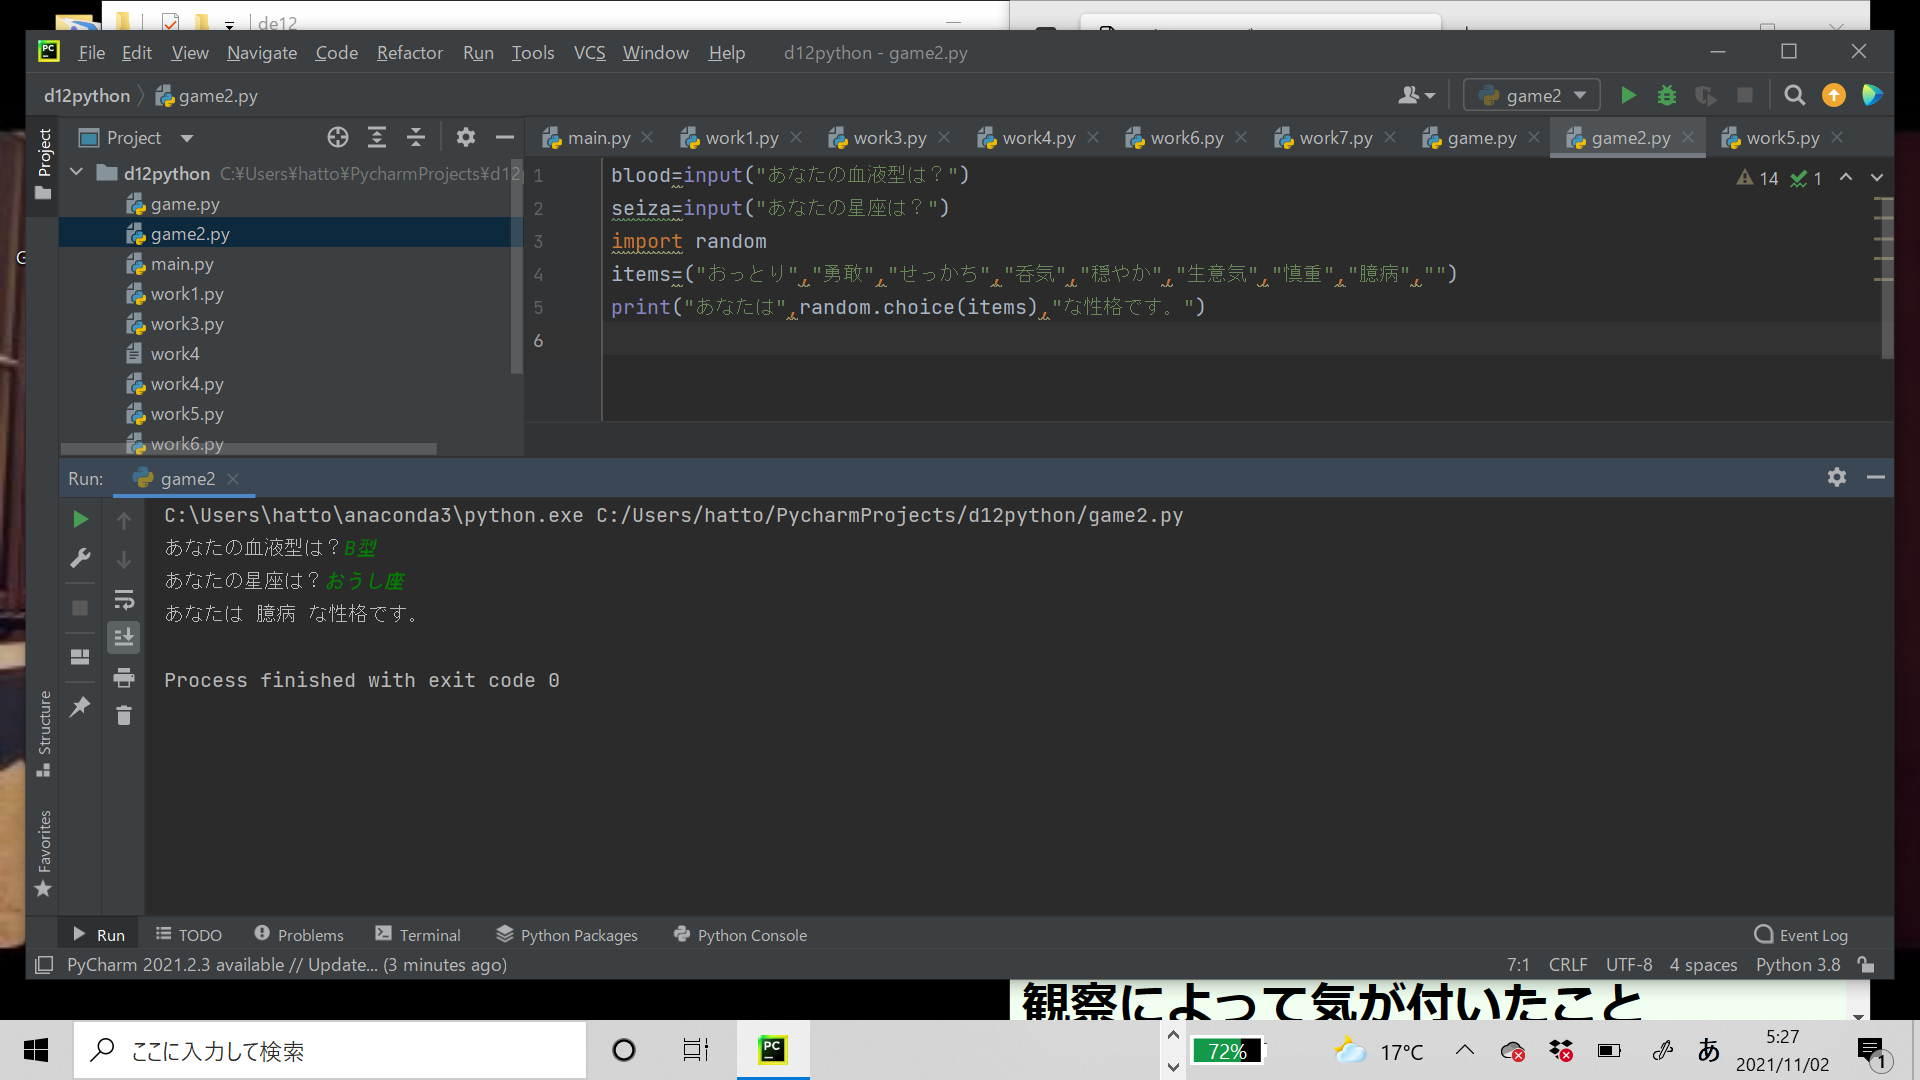 de12
File Edit View Navigate Code Refactor Run Tools VCS Window Help d12python - game2.py
d12python game2.py
game2
Project
Project
main.py work1.py work3.py work4.py work6.py work7.py game.py game2.py work5.py
d12python C:¥Users¥hatto¥PycharmProjects¥d12
game.py
game2.py
main.py
work1.py
work3.py
work4
work4.py
work5.py
work6.py
14 1
1 blood=input("あなたの血液型は？")
2 seiza=input("あなたの星座は？")
3 import random
4 items=("おっとり","勇敢","せっかち","呑気","穏やか","生意気","慎重","臆病","")
5 print("あなたは",random.choice(items),"な性格です。")
6
Run: game2
C:\Users\hatto\anaconda3\python.exe C:/Users/hatto/PycharmProjects/d12python/game2.py
あなたの血液型は？B型
あなたの星座は？おうし座
あなたは 臆病 な性格です。
Process finished with exit code 0
Structure
Favorites
Run TODO Problems Terminal Python Packages Python Console Event Log
PyCharm 2021.2.3 available // Update... (3 minutes ago) 7:1 CRLF UTF-8 4 spaces Python 3.8
観察によって気が付いたこと
ここに入力して検索
72% 17°C あ 5:27
2021/11/02
1